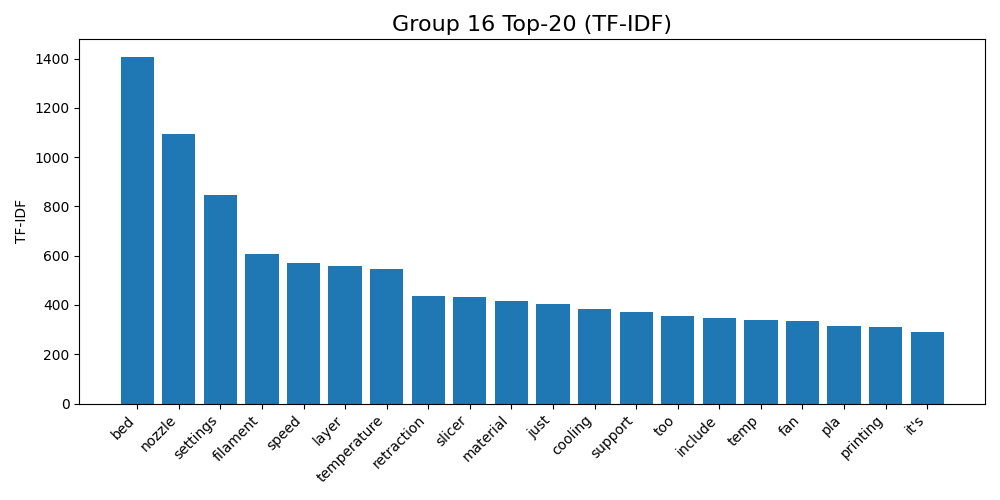 Group 16 Top-20 (TF-IDF)
TF-IDF
1400
1200
1000
800
600
400
200
0
bed
nozzle
settings
filament
speed
layer
temperature
retraction
slicer
material
just
cooling
support
too
include
temp
fan
pla
printing
it's